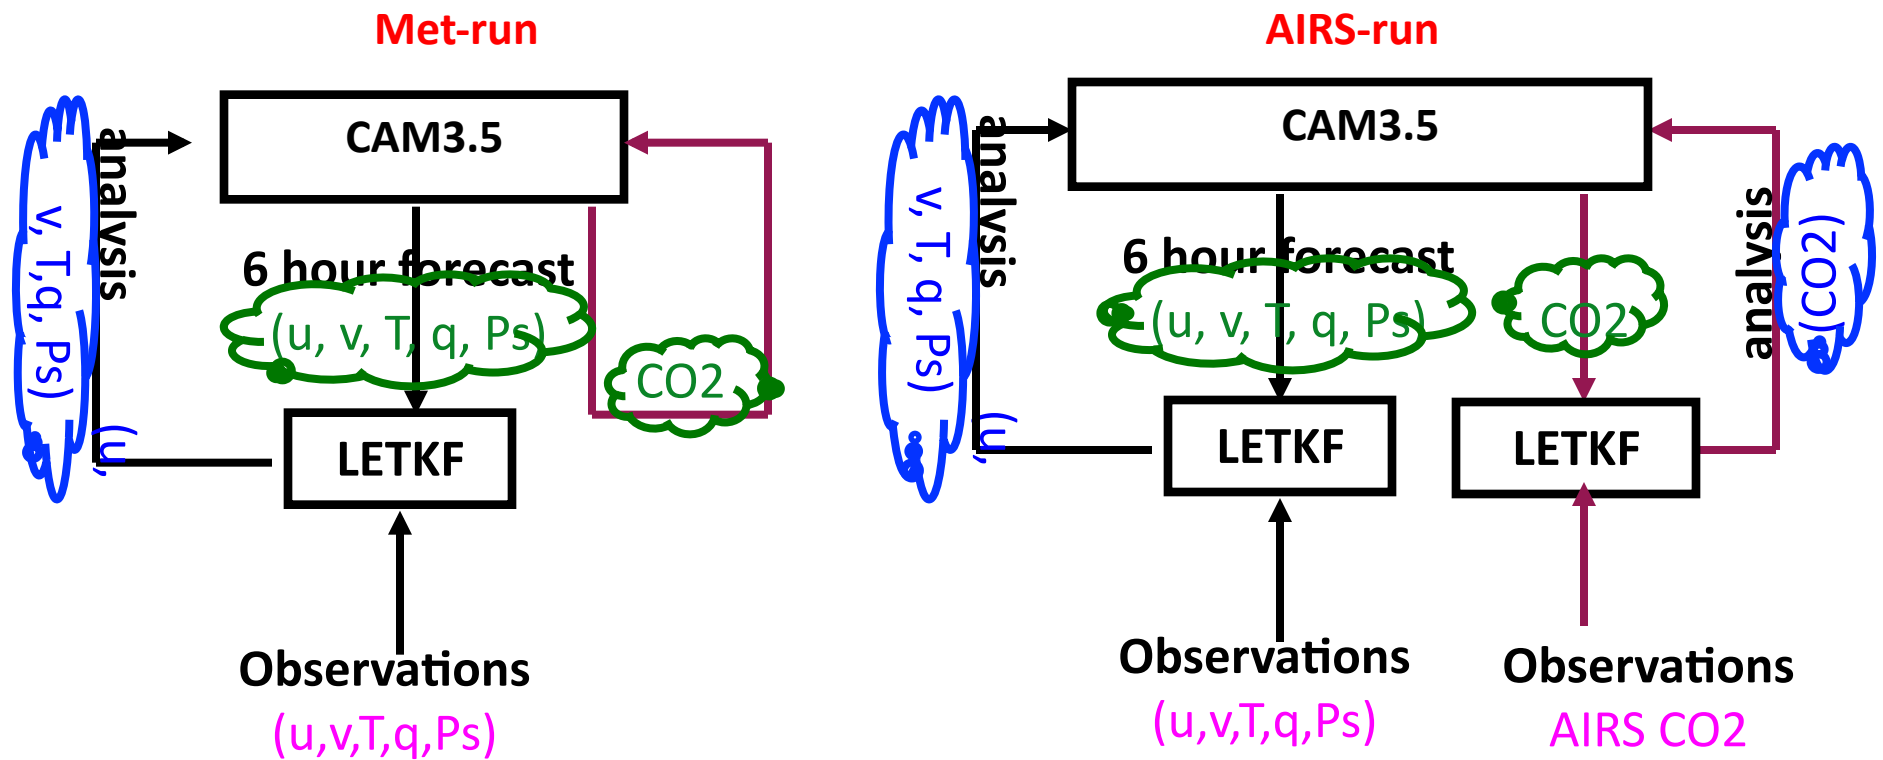 Met-run
CAM3.5
analysis
(u,
v, T,q, Ps)
6 hour forecast
(u, v, T, q, Ps)
CO2
LETKF
Observations
(u,v,T,q,Ps)
AIRS-run
CAM3.5
analysis
(u,
v, T, q, Ps)
6 hour forecast
(u, v, T, q, Ps)
CO2
analysis
(CO2)
LETKF
LETKF
Observations
(u,v,T,q,Ps)
Observations
AIRS CO2